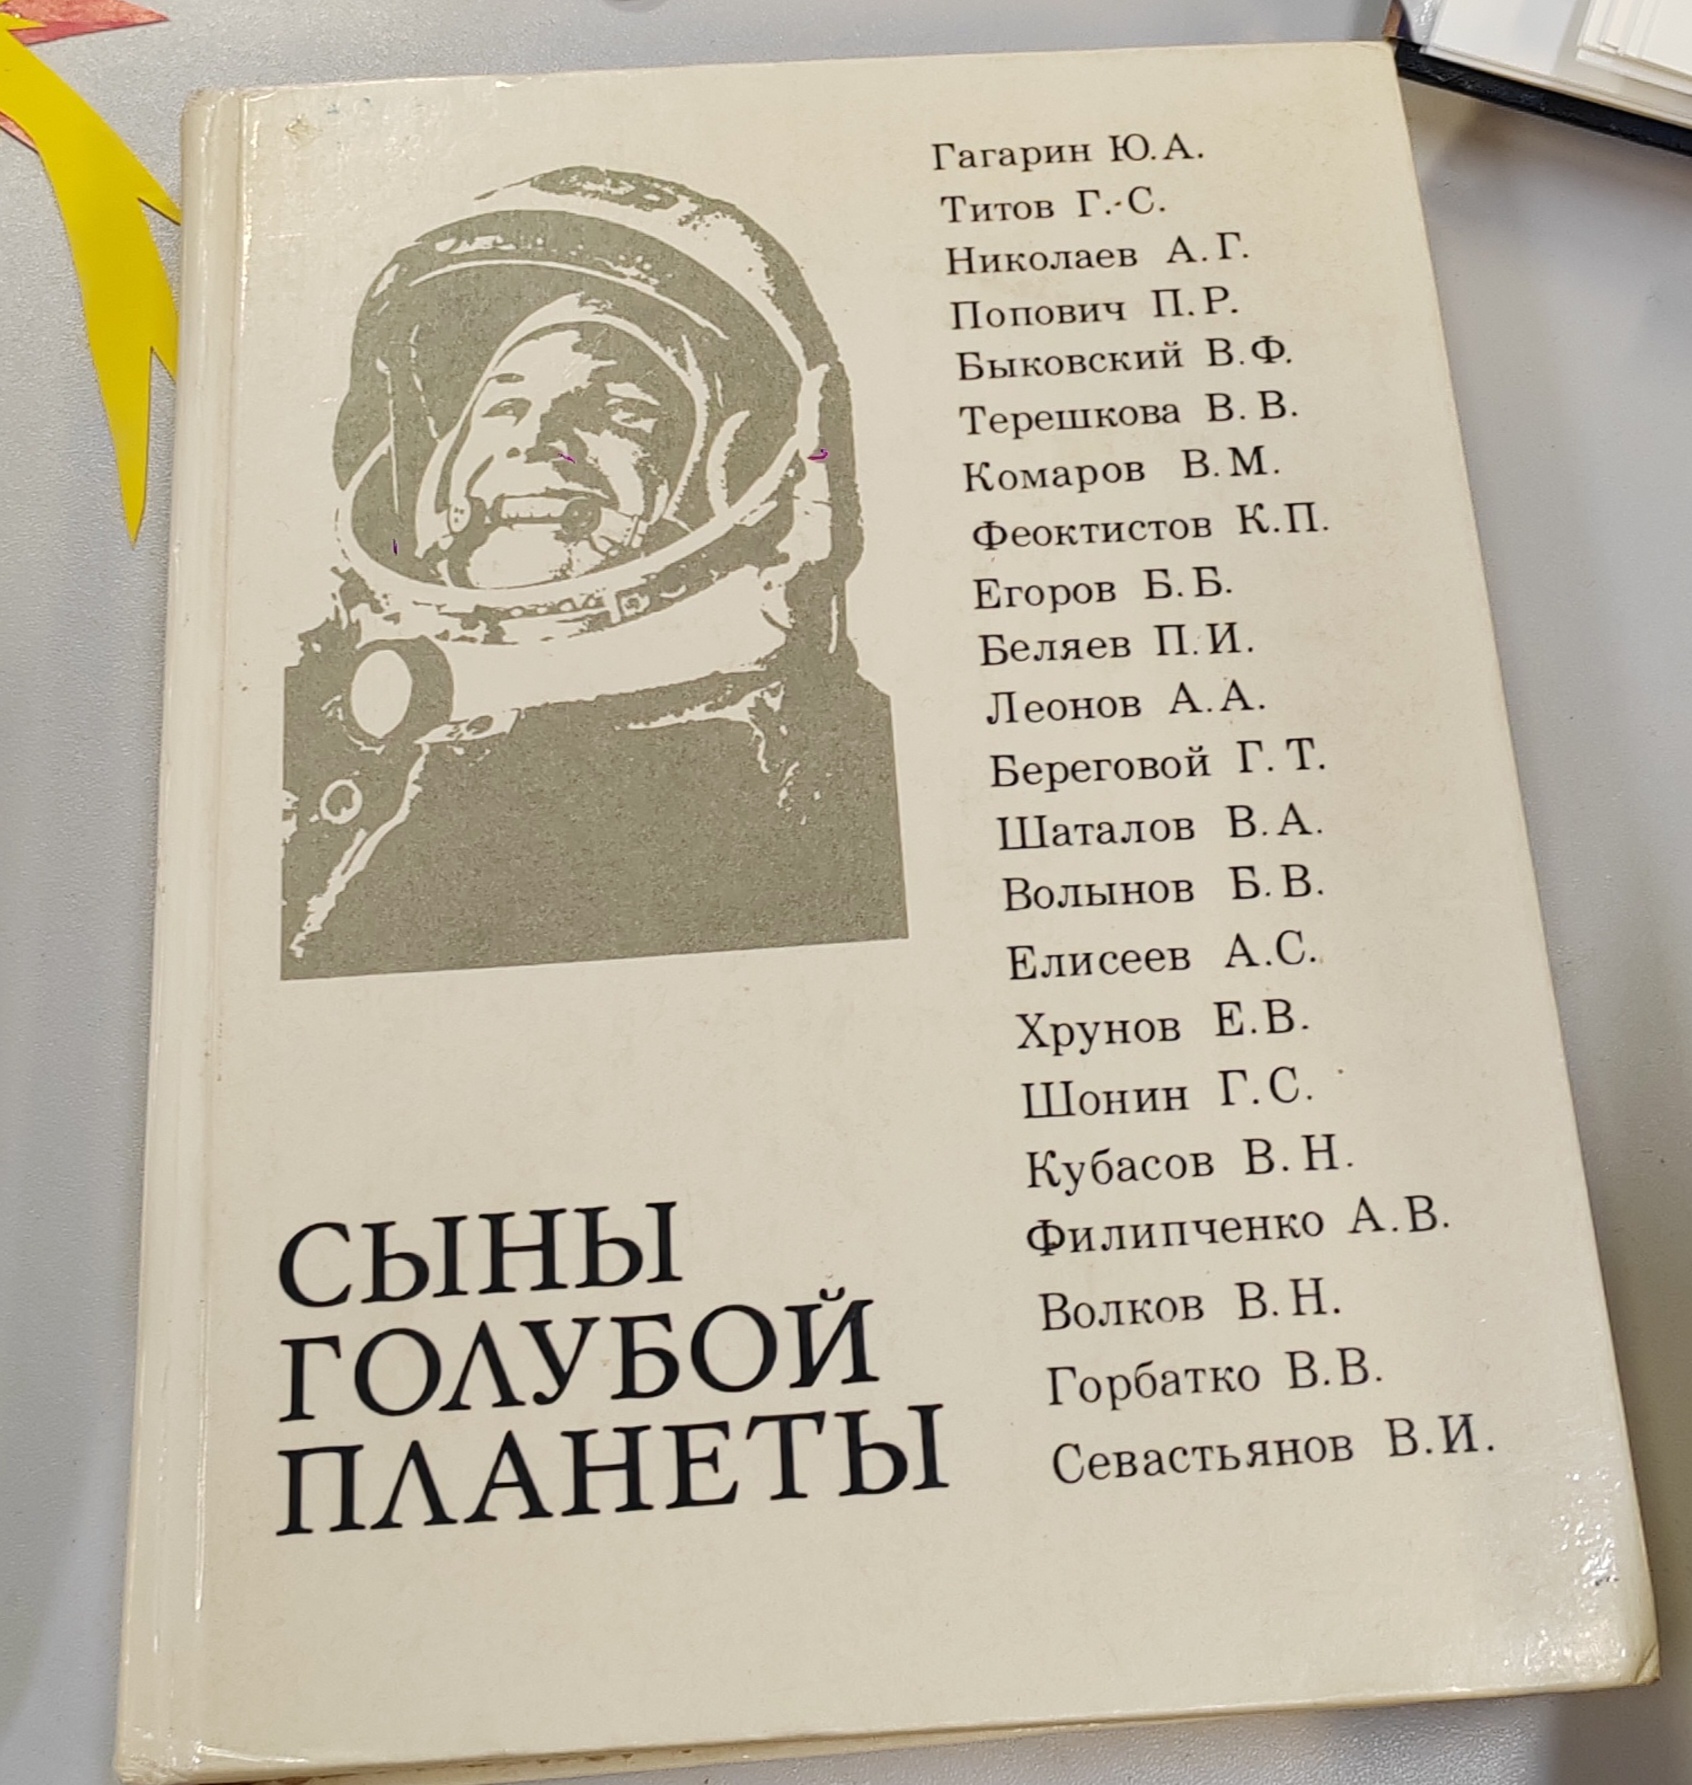 Гагарин Ю.А.
Титов Г.С.
Николаев А.Г.
Попович П.Р.
Быковский В.Ф.
Терешкова В.В.
Комаров В.М.
Феоктистов К.П.
Егоров Б.Б.
Беляев П.И.
Леонов А.А.
Береговой Г.Т.
Шаталов В.А.
Волынов Б.В.
Елисеев А.С.
Хрунов Е.В.
Шонин Г.С.
Кубасов В.Н.
Филипченко А.В.
Волков В.Н.
Горбатко В.В.
Севастьянов В.И.
СЫНЫ
ГОЛУБОЙ
ПЛАНЕТЫ